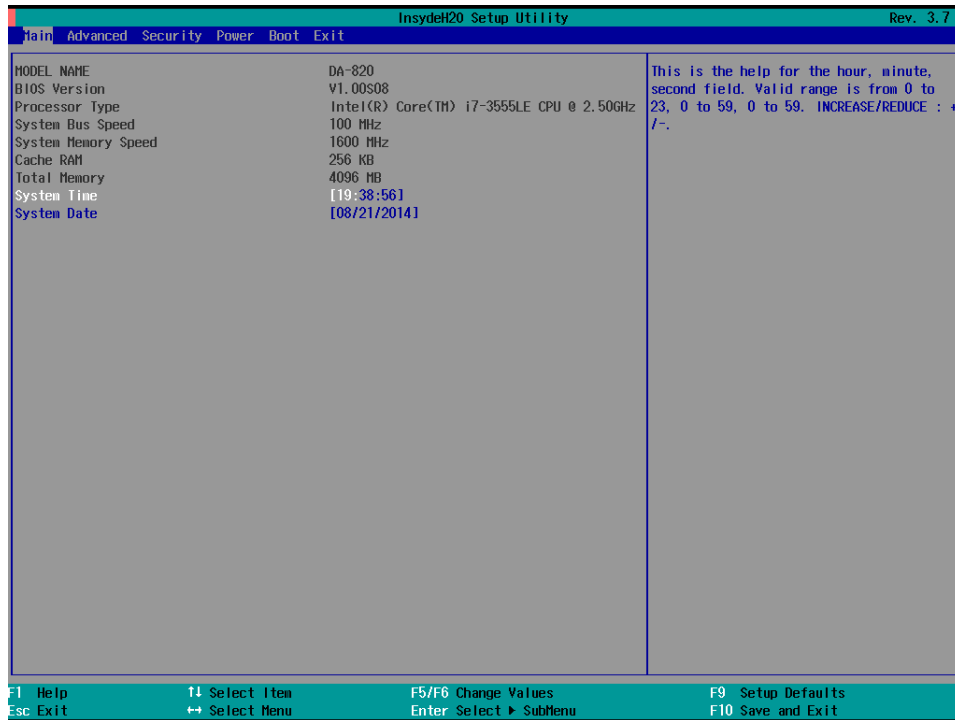 InsydeH20 Setup Utility Rev. 3.7
Main Advanced Security Power Boot Exit
MODEL NAME DA-820
BIOS Version V1.00S08
Processor Type Intel(R) Core(TM) i7-3555LE CPU @ 2.50GHz
System Bus Speed 100 MHz
System Memory Speed 1600 MHz
Cache RAM 256 KB
Total Memory 4096 MB
System Time [19:38:56]
System Date [08/21/2014]
This is the help for the hour, minute,
second field. Valid range is from 0 to
23, 0 to 59, 0 to 59. INCREASE/REDUCE : +
/-.
F1 Help ↑↓ Select Item F5/F6 Change Values F9 Setup Defaults
Esc Exit ↔ Select Menu Enter Select ▶ SubMenu F10 Save and Exit